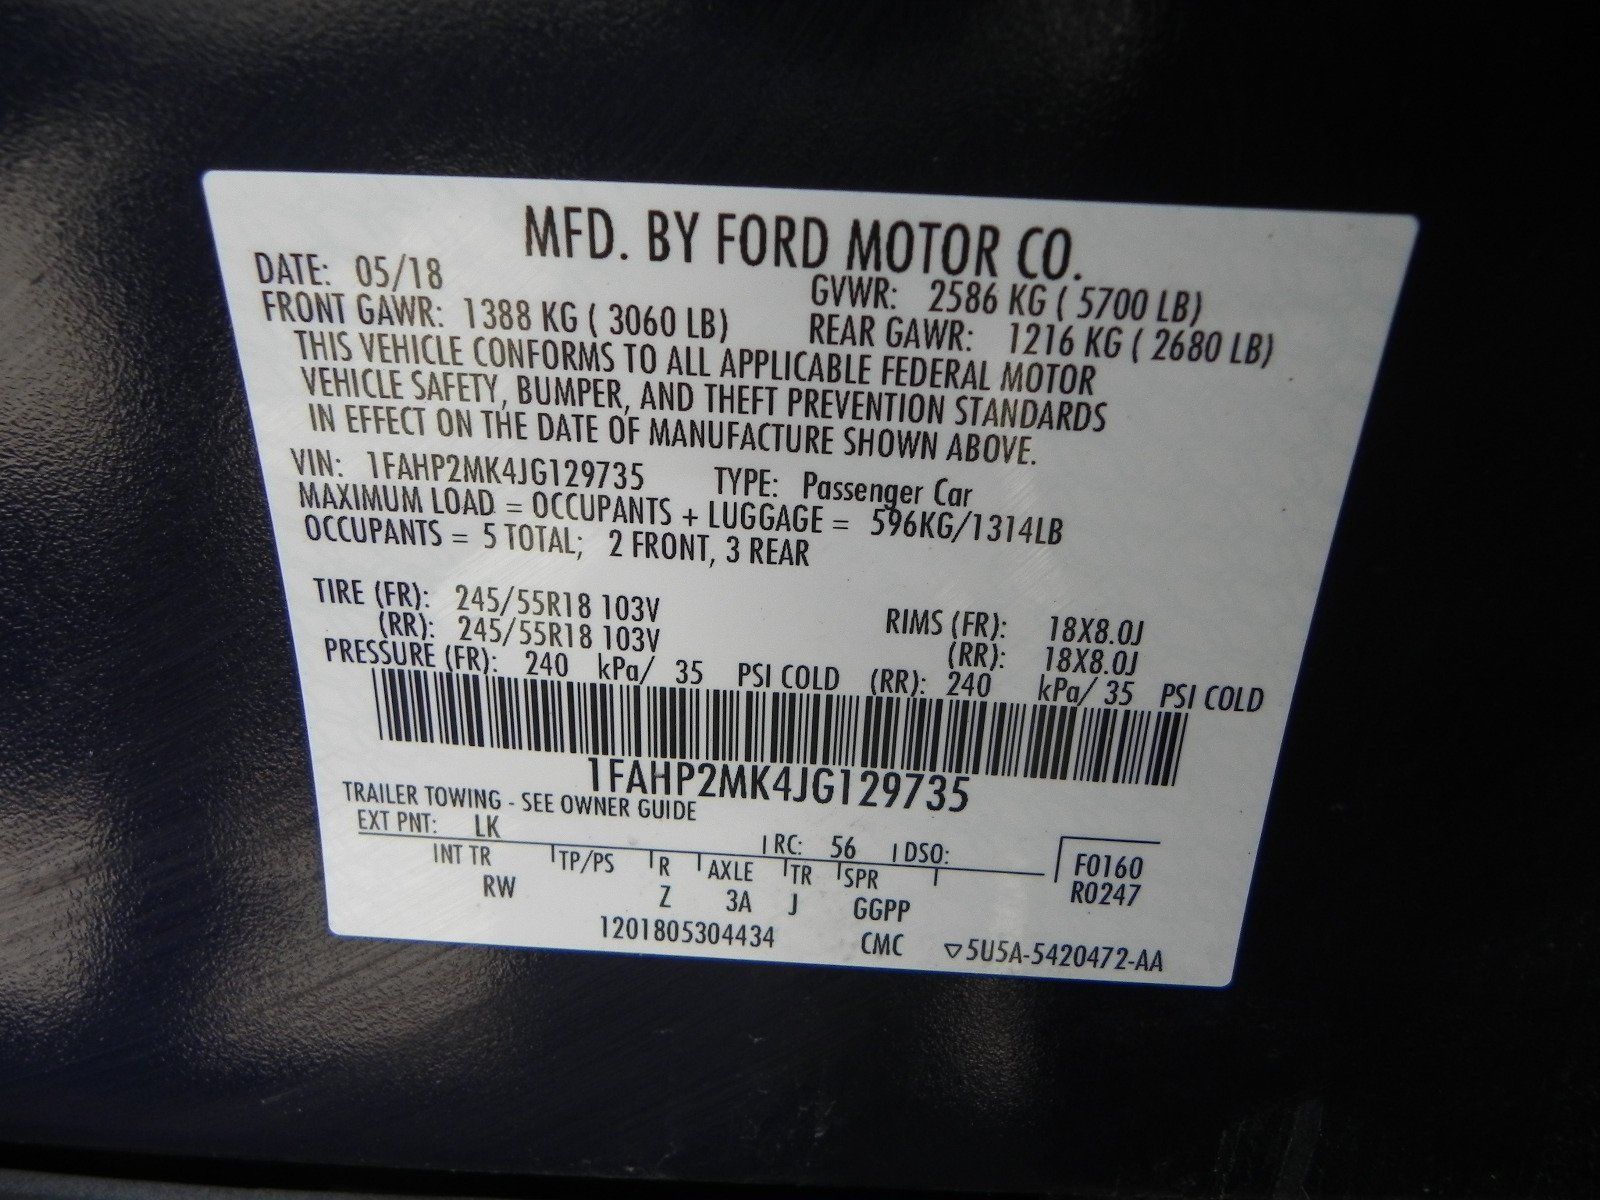 MFD. BY FORD MOTOR CO.
DATE: 05/18 GVWR: 2586 KG ( 5700 LB)
FRONT GAWR: 1388 KG ( 3060 LB) REAR GAWR: 1216 KG ( 2680 LB)
THIS VEHICLE CONFORMS TO ALL APPLICABLE FEDERAL MOTOR
VEHICLE SAFETY, BUMPER, AND THEFT PREVENTION STANDARDS
IN EFFECT ON THE DATE OF MANUFACTURE SHOWN ABOVE.
VIN: 1FAHP2MK4JG129735 TYPE: Passenger Car
MAXIMUM LOAD = OCCUPANTS + LUGGAGE = 596KG/1314LB
OCCUPANTS = 5 TOTAL; 2 FRONT, 3 REAR
TIRE (FR): 245/55R18 103V RIMS (FR): 18X8.0J
(RR): 245/55R18 103V (RR): 18X8.0J
PRESSURE (FR): 240 kPa/ 35 PSI COLD (RR): 240 kPa/ 35 PSI COLD
1FAHP2MK4JG129735
TRAILER TOWING - SEE OWNER GUIDE
EXT PNT: LK RC: 56 DSO: F0160
INT TR TP/PS R AXLE TR SPR R0247
RW Z 3A J GGPP
1201805304434 CMC ▽5U5A-5420472-AA